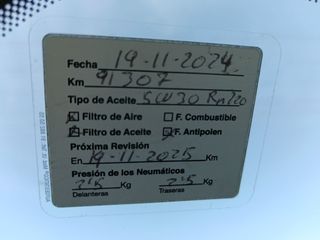 Fecha 19-11-2024
Km 91307
Tipo de Aceite 5W30
Filtro de Aire F. Combustible
Filtro de Aceite F. Antipolen
Próxima Revisión
En 19-11-2025 Km
Presión de los Neumáticos
2'5 Kg 2'5 Kg
Delanteras Traseras